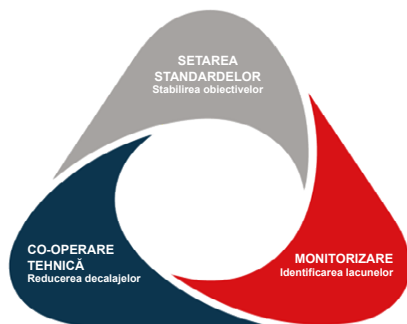 SETAREA
STANDARDELOR
Stabilirea obiectivelor
CO-OPERARE
TEHNICĂ
Reducerea decalajelor
MONITORIZARE
Identificarea lacunelor